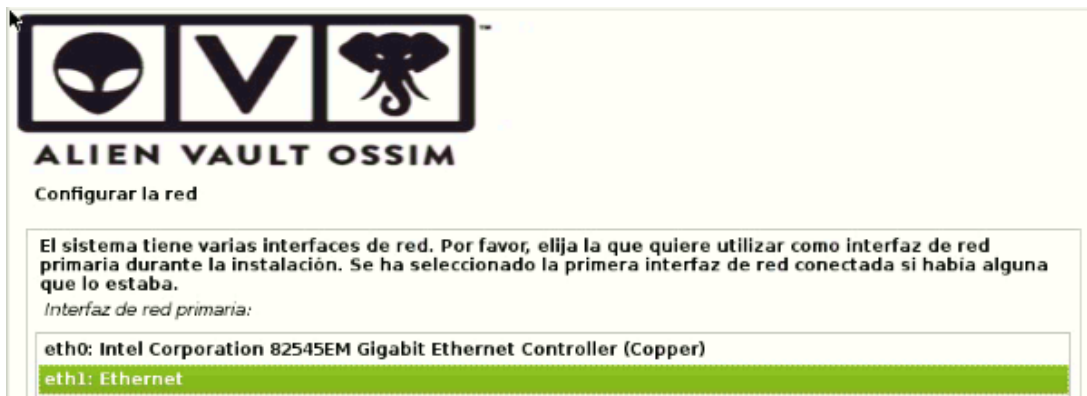 ALIEN VAULT OSSIM
Configurar la red
El sistema tiene varias interfaces de red. Por favor, elija la que quiere utilizar como interfaz de red
primaria durante la instalación. Se ha seleccionado la primera interfaz de red conectada si había alguna
que lo estaba.
Interfaz de red primaria:
eth0: Intel Corporation 82545EM Gigabit Ethernet Controller (Copper)
eth1: Ethernet